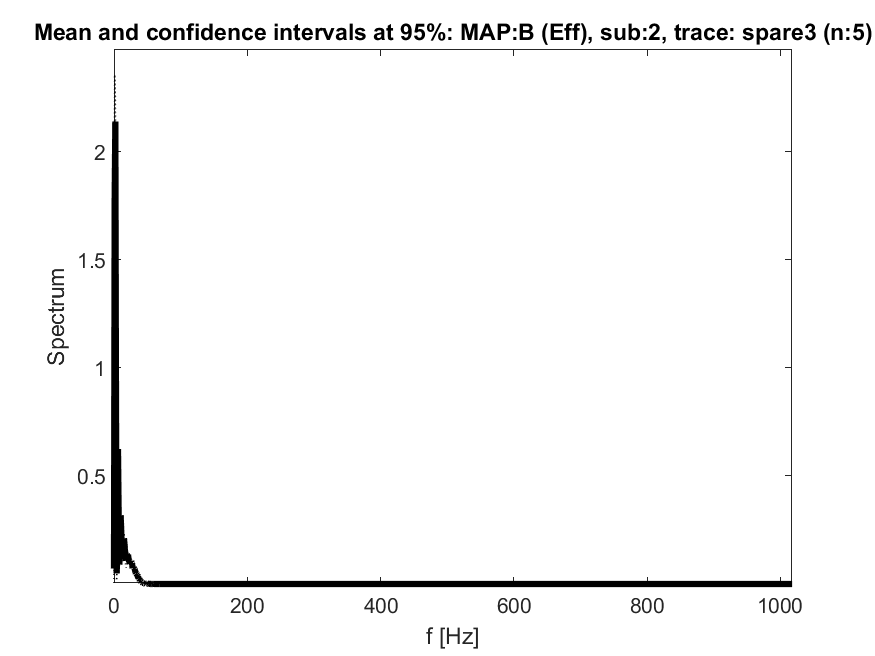 Mean and confidence intervals at 95%: MAP:B (Eff), sub:2, trace: spare3 (n:5)
2
1.5
1
0.5
Spectrum
0 200 400 600 800 1000
f [Hz]